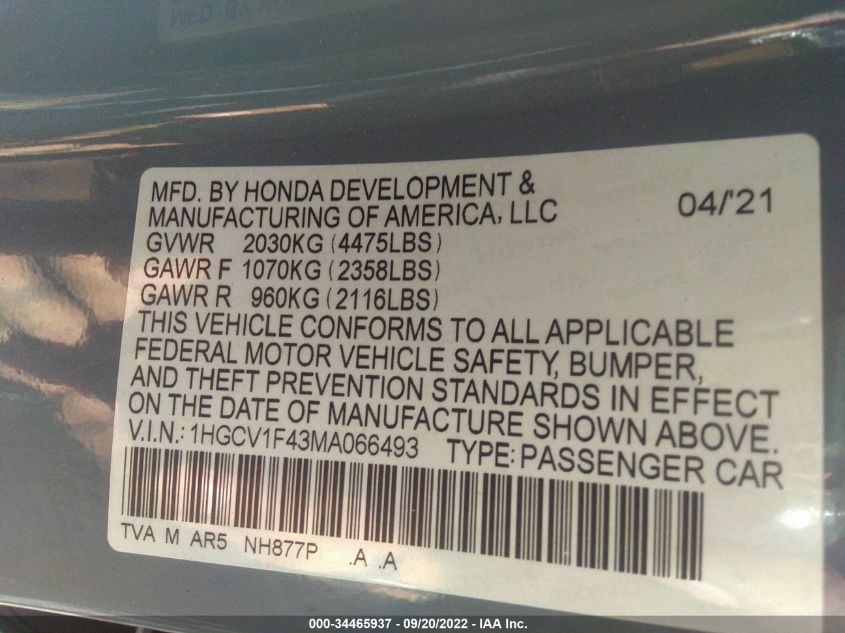 MFD. BY HONDA DEVELOPMENT &
MANUFACTURING OF AMERICA, LLC 04/'21
GVWR 2030KG (4475LBS)
GAWR F 1070KG (2358LBS)
GAWR R 960KG (2116LBS)
THIS VEHICLE CONFORMS TO ALL APPLICABLE
FEDERAL MOTOR VEHICLE SAFETY, BUMPER,
AND THEFT PREVENTION STANDARDS IN EFFECT
ON THE DATE OF MANUFACTURE SHOWN ABOVE.
V.I.N.: 1HGCV1F43MA066493 TYPE: PASSENGER CAR
TVA M AR5 NH877P .A .A
000-34465937 - 09/20/2022 - IAA Inc.